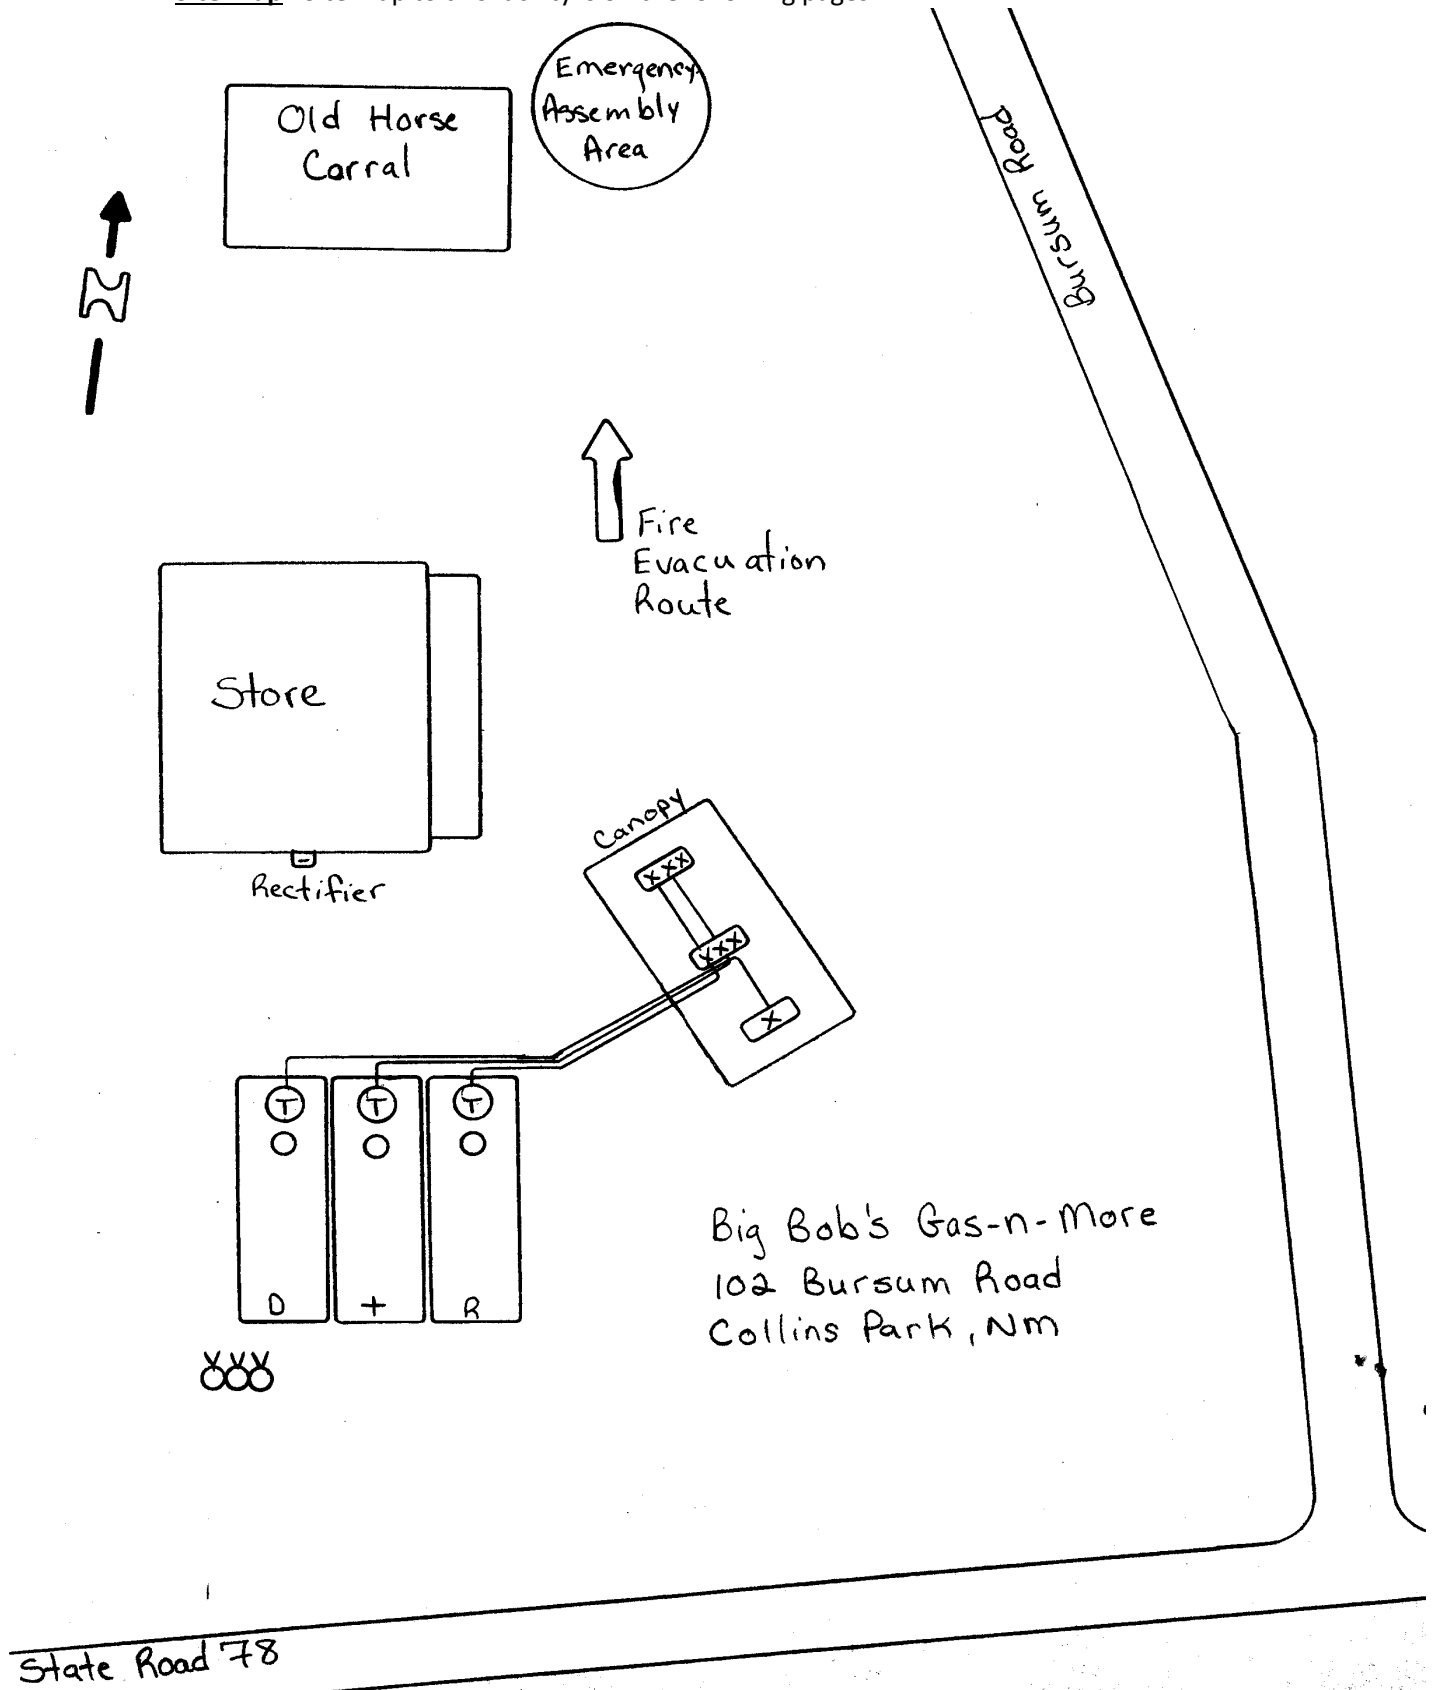 Old Horse
Corral
Emergency
Assembly
Area
Bursum Road
N
Fire
Evacuation
Route
Store
Canopy
Rectifier
XXX
XXX
X
T T T
D + R
Big Bob's Gas-n-More
102 Bursum Road
Collins Park, NM
State Road 78